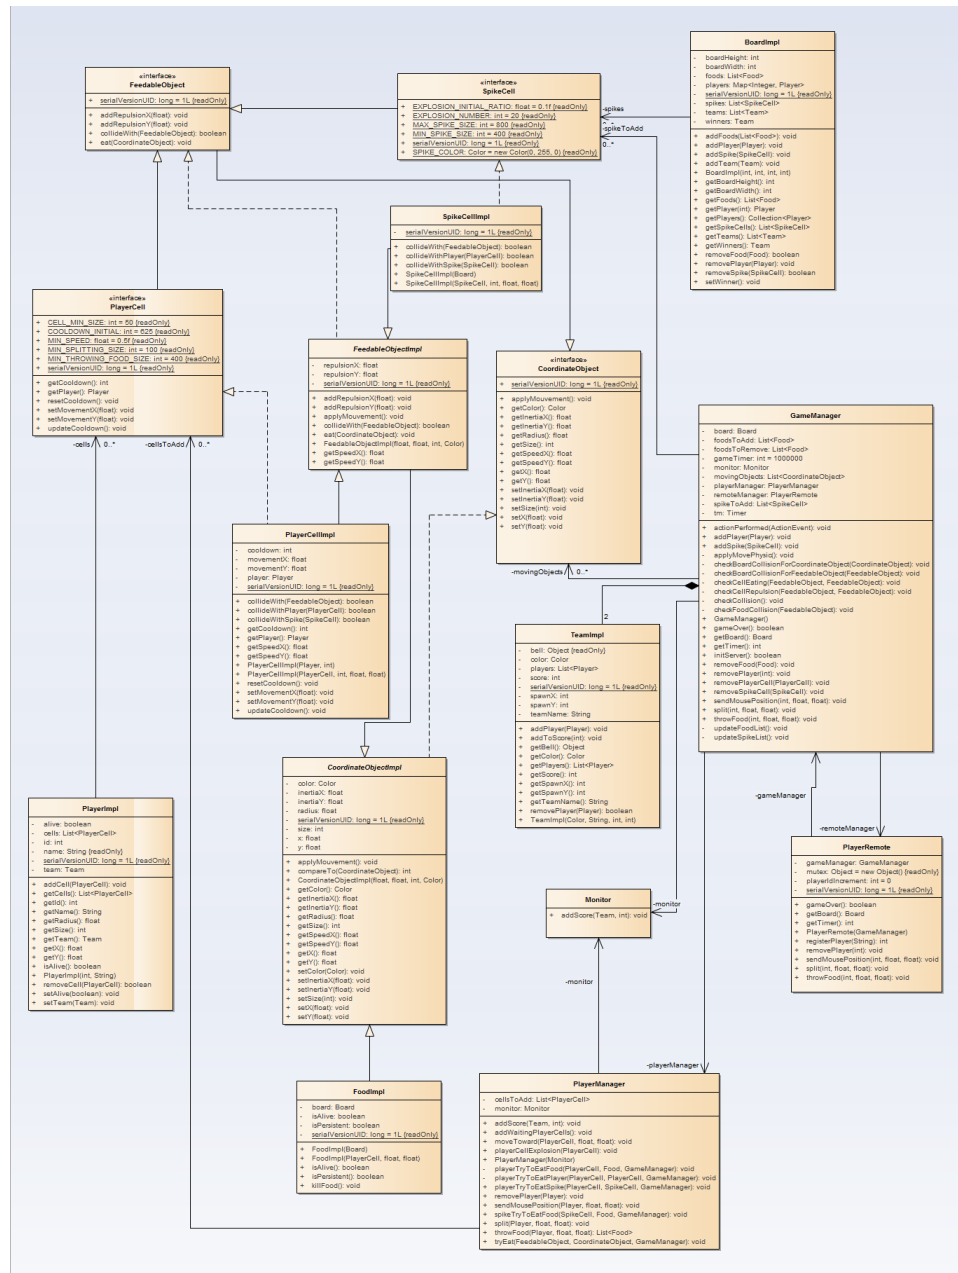 «interface»
FeedableObject
+ serialVersionUID: long = 1L {readOnly}
+ addRepulsionX(float): void
+ addRepulsionY(float): void
+ collideWith(FeedableObject): boolean
+ eat(CoordinateObject): void
«interface»
SpikeCell
+ EXPLOSION_INITIAL_RATIO: float = 0.1f {readOnly}
+ EXPLOSION_NUMBER: int = 20 {readOnly}
+ MAX_SPIKE_SIZE: int = 800 {readOnly}
+ MIN_SPIKE_SIZE: int = 400 {readOnly}
+ serialVersionUID: long = 1L {readOnly}
+ SPIKE_COLOR: Color = new Color(0, 255, 0) {readOnly}
-spikes
0..*
-spikeToAdd
0..*
BoardImpl
- boardHeight: int
- boardWidth: int
- foods: List<Food>
- players: Map<Integer, Player>
- serialVersionUID: long = 1L {readOnly}
- spikes: List<SpikeCell>
- teams: List<Team>
- winners: Team
+ addFoods(List<Food>): void
+ addPlayer(Player): void
+ addSpike(SpikeCell): void
+ addTeam(Team): void
+ BoardImpl(int, int, int, int)
+ getBoardHeight(): int
+ getBoardWidth(): int
+ getFoods(): List<Food>
+ getPlayer(int): Player
+ getPlayers(): Collection<Player>
+ getSpikeCells(): List<SpikeCell>
+ getTeams(): List<Team>
+ getWinners(): Team
+ removeFood(Food): boolean
+ removePlayer(Player): void
+ removeSpike(SpikeCell): boolean
+ setWinner(): void
SpikeCellImpl
- serialVersionUID: long = 1L {readOnly}
+ collideWith(FeedableObject): boolean
+ collideWithPlayer(PlayerCell): boolean
+ collideWithSpike(SpikeCell): boolean
+ SpikeCellImpl(Board)
+ SpikeCellImpl(SpikeCell, int, float, float)
«interface»
PlayerCell
+ CELL_MIN_SIZE: int = 50 {readOnly}
+ COOLDOWN_INITIAL: int = 625 {readOnly}
+ MIN_SPEED: float = 0.5f {readOnly}
+ MIN_SPLITTING_SIZE: int = 100 {readOnly}
+ MIN_THROWING_FOOD_SIZE: int = 400 {readOnly}
+ serialVersionUID: long = 1L {readOnly}
+ getCooldown(): int
+ getPlayer(): Player
+ resetCooldown(): void
+ setMovementX(float): void
+ setMovementY(float): void
+ updateCooldown(): void
-cells 0..*
-cellsToAdd 0..*
FeedableObjectImpl
- repulsionX: float
- repulsionY: float
- serialVersionUID: long = 1L {readOnly}
+ addRepulsionX(float): void
+ addRepulsionY(float): void
+ applyMouvement(): void
+ collideWith(FeedableObject): boolean
+ eat(CoordinateObject): void
+ FeedableObjectImpl(float, float, int, Color)
+ getSpeedX(): float
+ getSpeedY(): float
«interface»
CoordinateObject
+ serialVersionUID: long = 1L {readOnly}
+ applyMouvement(): void
+ getColor(): Color
+ getInertiaX(): float
+ getInertiaY(): float
+ getRadius(): float
+ getSize(): int
+ getSpeedX(): float
+ getSpeedY(): float
+ getX(): float
+ getY(): float
+ setInertiaX(float): void
+ setInertiaY(float): void
+ setSize(int): void
+ setX(float): void
+ setY(float): void
-movingObjects 0..*
GameManager
- board: Board
- foodsToAdd: List<Food>
- foodsToRemove: List<Food>
- gameTimer: int = 1000000
- monitor: Monitor
- movingObjects: List<CoordinateObject>
- playerManager: PlayerManager
- remoteManager: PlayerRemote
- spikeToAdd: List<SpikeCell>
- tm: Timer
+ actionPerformed(ActionEvent): void
+ addPlayer(Player): void
+ addSpike(SpikeCell): void
- applyMovePhysic(): void
- checkBoardCollisionForCoordinateObject(CoordinateObject): void
- checkBoardCollisionForFeedableObject(FeedableObject): void
- checkCellEating(FeedableObject, FeedableObject): void
- checkCellRepulsion(FeedableObject, FeedableObject): void
- checkCollision(): void
- checkFoodCollision(FeedableObject): void
+ GameManager()
+ gameOver(): boolean
+ getBoard(): Board
+ getTimer(): int
+ initServer(): boolean
+ removeFood(Food): void
+ removePlayer(int): void
+ removePlayerCell(PlayerCell): void
+ removeSpikeCell(SpikeCell): void
+ sendMousePosition(int, float, float): void
+ split(int, float, float): void
+ throwFood(int, float, float): void
- updateFoodList(): void
- updateSpikeList(): void
PlayerCellImpl
- cooldown: int
- movementX: float
- movementY: float
- player: Player
- serialVersionUID: long = 1L {readOnly}
+ collideWith(FeedableObject): boolean
+ collideWithPlayer(PlayerCell): boolean
+ collideWithSpike(SpikeCell): boolean
+ getCooldown(): int
+ getPlayer(): Player
+ getSpeedX(): float
+ getSpeedY(): float
+ PlayerCellImpl(Player, int)
+ PlayerCellImpl(PlayerCell, int, float, float)
+ resetCooldown(): void
+ setMovementX(float): void
+ setMovementY(float): void
+ updateCooldown(): void
2
TeamImpl
- bell: Object {readOnly}
- color: Color
- players: List<Player>
- score: int
- serialVersionUID: long = 1L {readOnly}
- spawnX: int
- spawnY: int
- teamName: String
+ addPlayer(Player): void
+ addToScore(int): void
+ getBell(): Object
+ getColor(): Color
+ getPlayers(): List<Player>
+ getScore(): int
+ getSpawnX(): int
+ getSpawnY(): int
+ getTeamName(): String
+ removePlayer(Player): boolean
+ TeamImpl(Color, String, int, int)
CoordinateObjectImpl
- color: Color
- inertiaX: float
- inertiaY: float
- radius: float
- serialVersionUID: long = 1L {readOnly}
- size: int
- x: float
- y: float
+ applyMouvement(): void
+ compareTo(CoordinateObject): int
+ CoordinateObjectImpl(float, float, int, Color)
+ getColor(): Color
+ getInertiaX(): float
+ getInertiaY(): float
+ getRadius(): float
+ getSize(): int
+ getSpeedX(): float
+ getSpeedY(): float
+ getX(): float
+ getY(): float
+ setColor(Color): void
+ setInertiaX(float): void
+ setInertiaY(float): void
+ setSize(int): void
+ setX(float): void
+ setY(float): void
PlayerImpl
- alive: boolean
- cells: List<PlayerCell>
- id: int
- name: String {readOnly}
- serialVersionUID: long = 1L {readOnly}
- team: Team
+ addCell(PlayerCell): void
+ getCells(): List<PlayerCell>
+ getId(): int
+ getName(): String
+ getRadius(): float
+ getSize(): int
+ getTeam(): Team
+ getX(): float
+ getY(): float
+ isAlive(): boolean
+ PlayerImpl(int, String)
+ removeCell(PlayerCell): boolean
+ setAlive(boolean): void
+ setTeam(Team): void
-gameManager
-remoteManager
PlayerRemote
- gameManager: GameManager
- mutex: Object = new Object() {readOnly}
- playerIdIncrement: int = 0
- serialVersionUID: long = 1L {readOnly}
+ gameOver(): boolean
+ getBoard(): Board
+ getTimer(): int
+ PlayerRemote(GameManager)
+ registerPlayer(String): int
+ removePlayer(int): void
+ sendMousePosition(int, float, float): void
+ split(int, float, float): void
+ throwFood(int, float, float): void
Monitor
+ addScore(Team, int): void
-monitor
-monitor
-playerManager
FoodImpl
- board: Board
- isAlive: boolean
- isPersistent: boolean
- serialVersionUID: long = 1L {readOnly}
+ FoodImpl(Board)
+ FoodImpl(PlayerCell, float, float)
+ isAlive(): boolean
+ isPersistent(): boolean
+ killFood(): void
PlayerManager
- cellsToAdd: List<PlayerCell>
- monitor: Monitor
+ addScore(Team, int): void
+ addWaitingPlayerCells(): void
+ moveToward(PlayerCell, float, float): void
+ playerCellExplosion(PlayerCell): void
+ PlayerManager(Monitor)
- playerTryToEatFood(PlayerCell, Food, GameManager): void
- playerTryToEatPlayer(PlayerCell, PlayerCell, GameManager): void
- playerTryToEatSpike(PlayerCell, SpikeCell, GameManager): void
+ removePlayer(Player): void
+ sendMousePosition(Player, float, float): void
- spikeTryToEatFood(SpikeCell, Food, GameManager): void
+ split(Player, float, float): void
+ throwFood(Player, float, float): List<Food>
+ tryEat(FeedableObject, CoordinateObject, GameManager): void